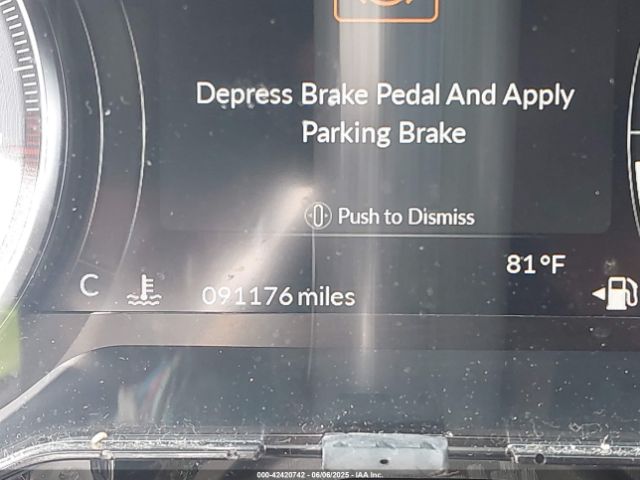 Depress Brake Pedal And Apply
Parking Brake
Push to Dismiss
81°F
C
091176 miles
000-42420742 - 06/06/2025 - IAA Inc.